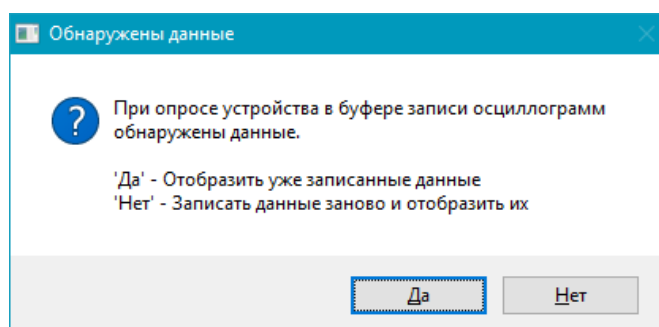 Обнаружены данные
При опросе устройства в буфере записи осциллограмм
обнаружены данные.
'Да' - Отобразить уже записанные данные
'Нет' - Записать данные заново и отобразить их
Да
Нет